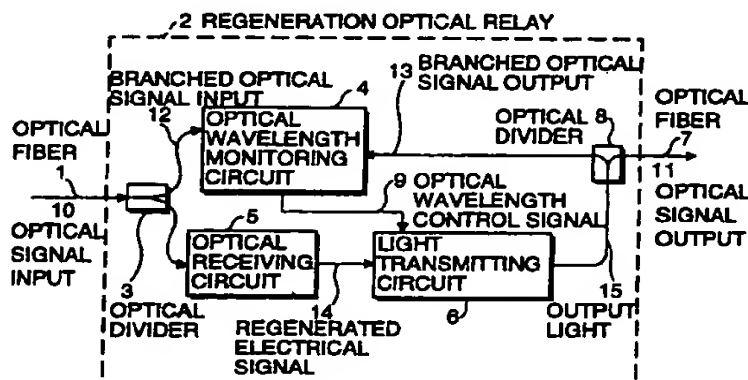 2 REGENERATION OPTICAL RELAY
BRANCHED OPTICAL
SIGNAL INPUT
12
4
OPTICAL
WAVELENGTH
MONITORING
CIRCUIT
13
BRANCHED OPTICAL
SIGNAL OUTPUT
OPTICAL
DIVIDER
8
OPTICAL
FIBER
7
11
OPTICAL
SIGNAL
OUTPUT
OPTICAL
FIBER
1
10
OPTICAL
SIGNAL
INPUT
3
OPTICAL
DIVIDER
5
OPTICAL
RECEIVING
CIRCUIT
9
OPTICAL
WAVELENGTH
CONTROL SIGNAL
LIGHT
TRANSMITTING
CIRCUIT
6
14
REGENERATED
ELECTRICAL
SIGNAL
15
OUTPUT
LIGHT